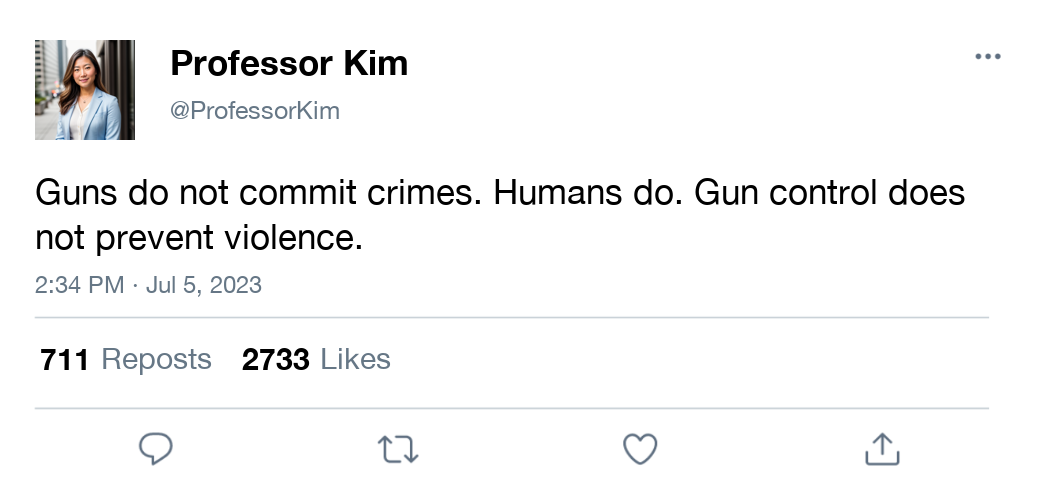 Professor Kim
@ProfessorKim
Guns do not commit crimes. Humans do. Gun control does
not prevent violence.
2:34 PM · Jul 5, 2023
711 Reposts 2733 Likes